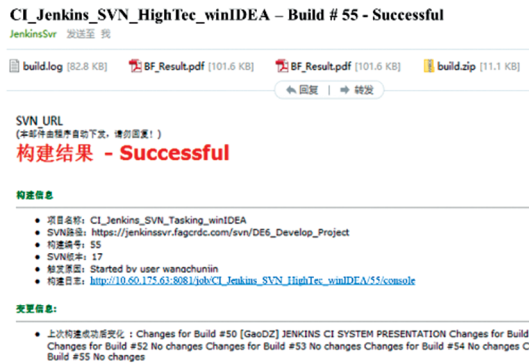 CI_Jenkins_SVN_HighTec_winIDEA – Build # 55 - Successful
JenkinsSvr 发送至 我
build.log [82.8 KB] BF_Result.pdf [101.6 KB] BF_Result.pdf [101.6 KB] build.zip [11.1 KB]
回复 | 转发
SVN_URL
(本邮件由程序自动下发，请勿回复！)
构建结果 - Successful
构建信息
• 项目名称：CI_Jenkins_SVN_Tasking_winIDEA
• SVN路径：https://jenkinssvr.fagcrdc.com/svn/DE6_Develop_Project
• 构建编号：55
• SVN版本：17
• 触发原因：Started by user wangchunjin
• 构建日志：http://10.60.175.63:8081/job/CI_Jenkins_SVN_HighTec_winIDEA/55/console
变更信息:
• 上次构建成功后变化 : Changes for Build #50 [GaoDZ] JENKINS CI SYSTEM PRESENTATION Changes for Build
Changes for Build #52 No changes Changes for Build #53 No changes Changes for Build #54 No changes C
Build #55 No changes